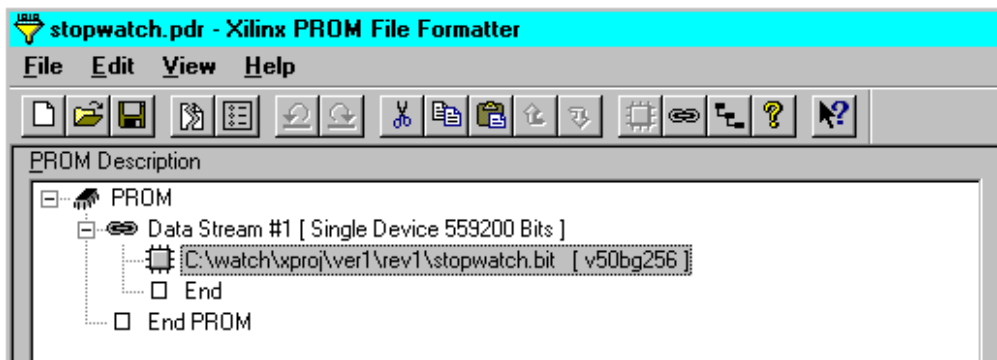 stopwatch.pdr - Xilinx PROM File Formatter
File Edit View Help
PROM Description
PROM
Data Stream #1 [ Single Device 559200 Bits ]
C:\watch\xproj\ver1\rev1\stopwatch.bit [ v50bg256 ]
End
End PROM